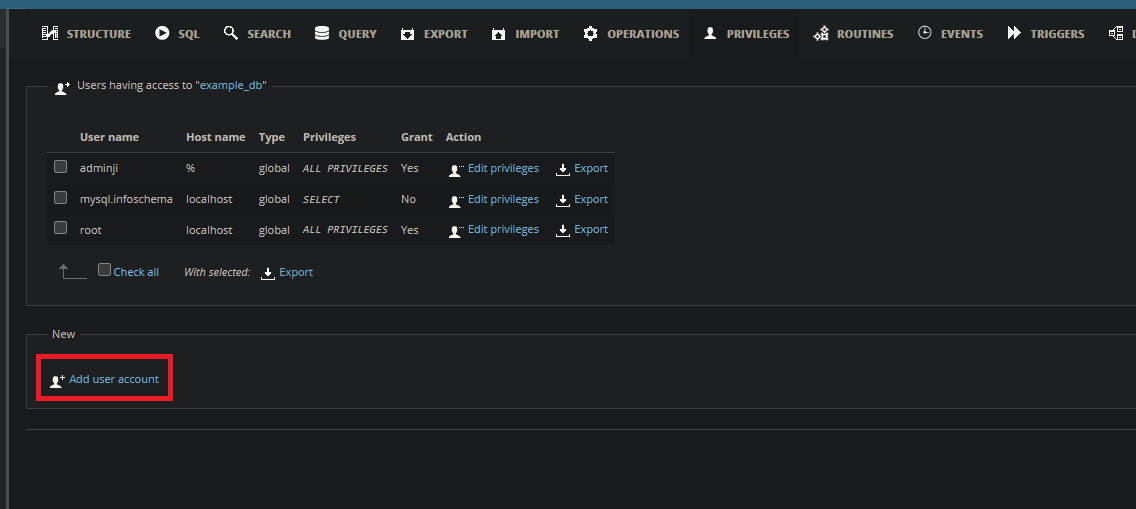 STRUCTURE SQL SEARCH QUERY EXPORT IMPORT OPERATIONS PRIVILEGES ROUTINES EVENTS TRIGGERS
Users having access to "example_db"
User name Host name Type Privileges Grant Action
adminji % global ALL PRIVILEGES Yes Edit privileges Export
mysql.infoschema localhost global SELECT No Edit privileges Export
root localhost global ALL PRIVILEGES Yes Edit privileges Export
Check all With selected: Export
New
Add user account